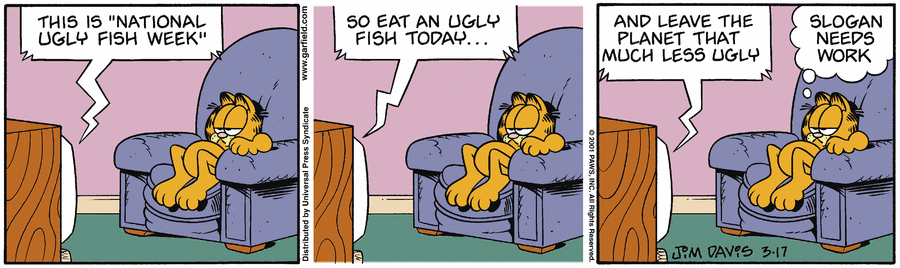 THIS IS "NATIONAL
UGLY FISH WEEK"
www.garfield.com
Distributed by Universal Press Syndicate
SO EAT AN UGLY
FISH TODAY...
© 2001 PAWS, INC. All Rights Reserved.
AND LEAVE THE
PLANET THAT
MUCH LESS UGLY
SLOGAN
NEEDS
WORK
JIM DAVIS 3-17